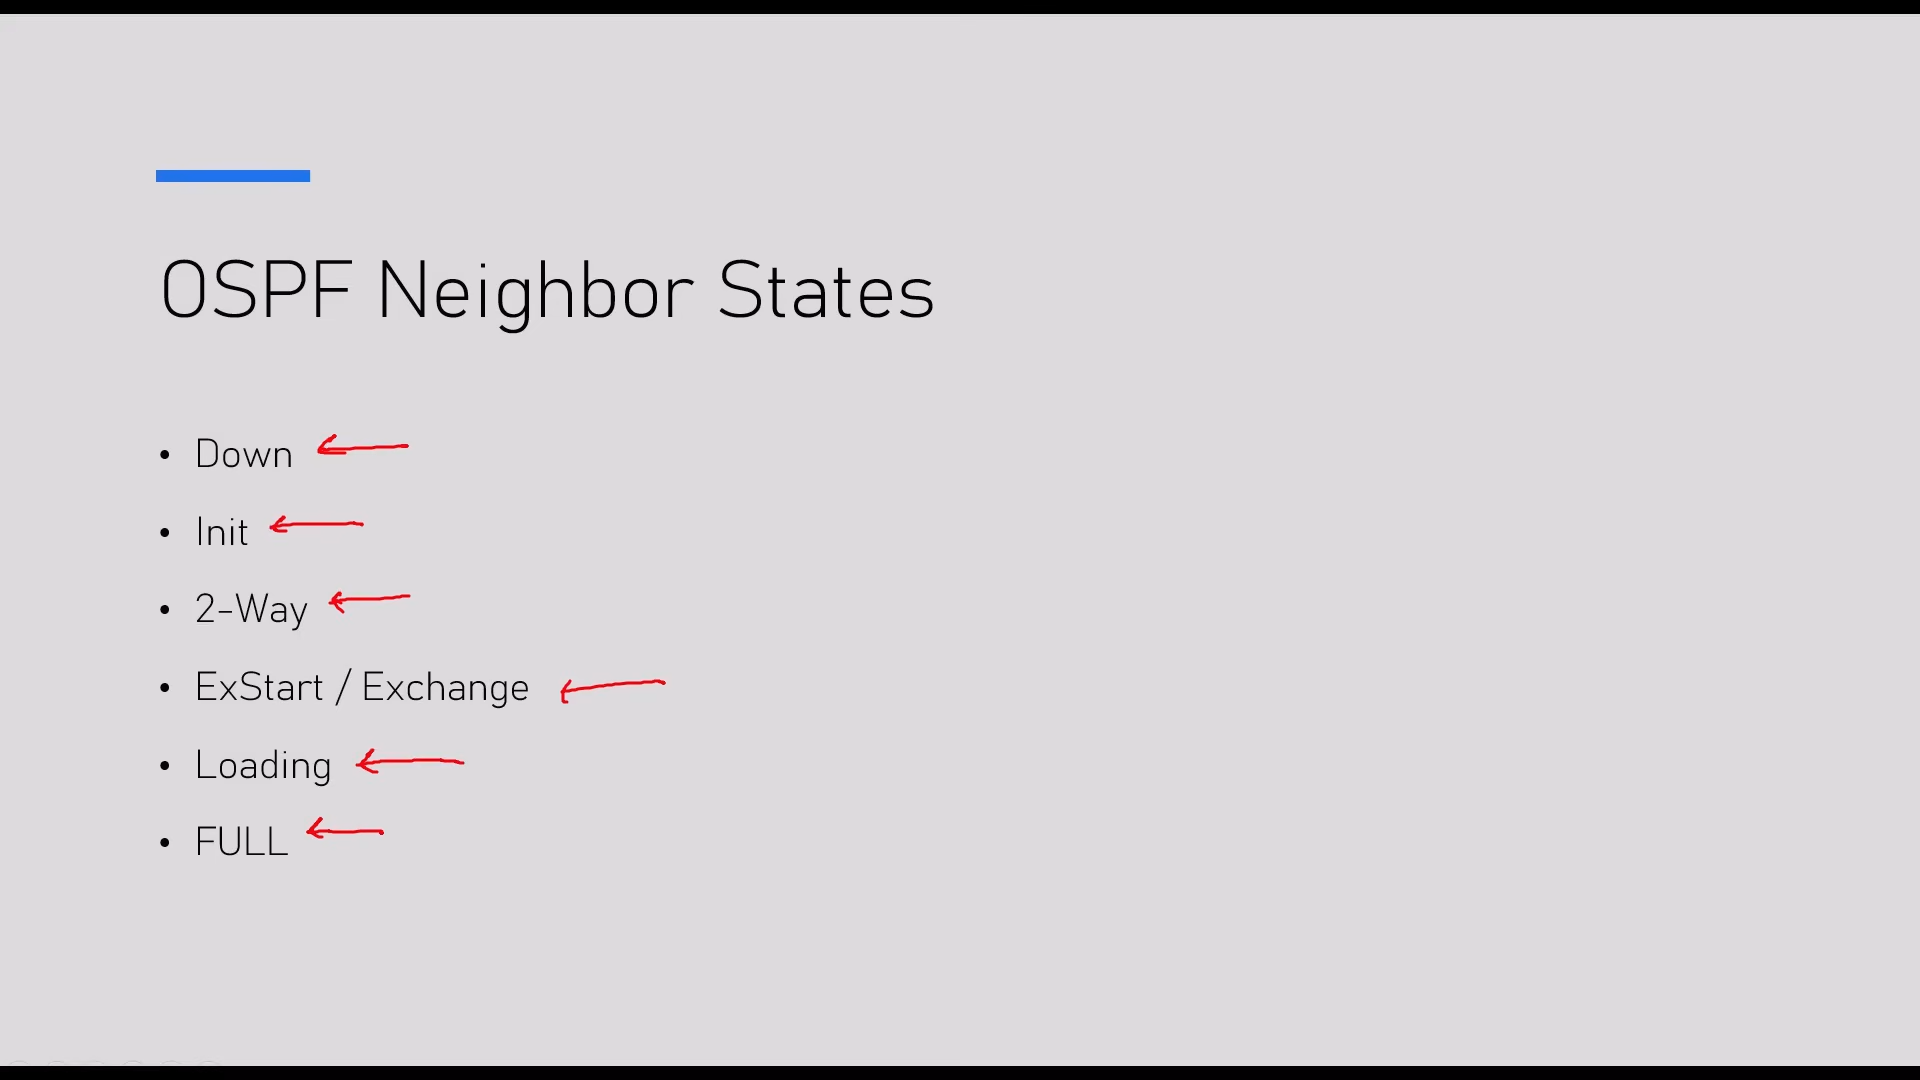 OSPF Neighbor States
• Down
• Init
• 2-Way
• ExStart / Exchange
• Loading
• FULL